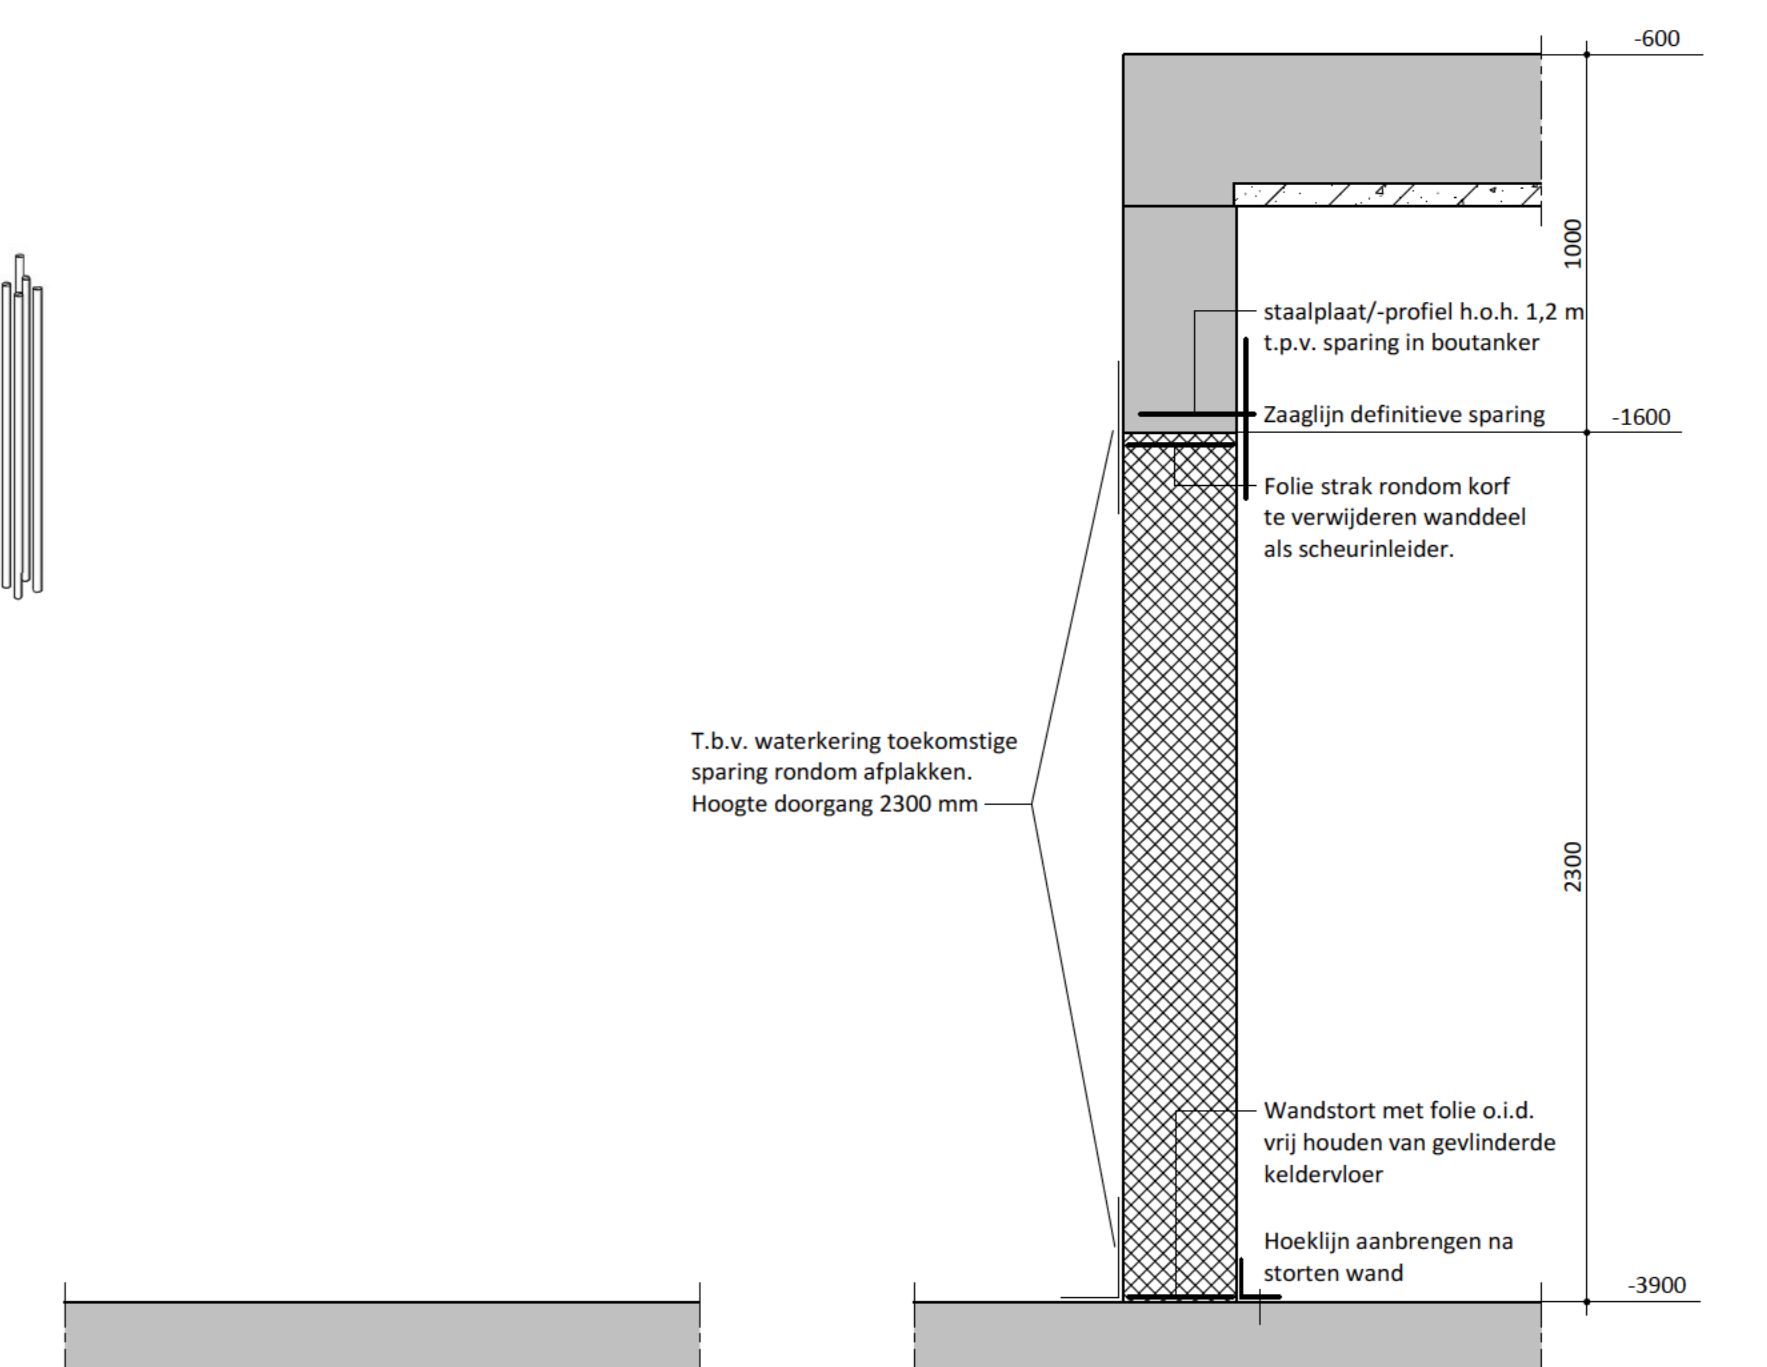 -600
1000
staalplaat/-profiel h.o.h. 1,2 m
t.p.v. sparing in boutanker
Zaaglijn definitieve sparing
-1600
Folie strak rondom korf
te verwijderen wanddeel
als scheurinleider.
T.b.v. waterkering toekomstige
sparing rondom afplakken.
Hoogte doorgang 2300 mm
2300
Wandstort met folie o.i.d.
vrij houden van gevlinderde
keldervloer
Hoeklijn aanbrengen na
storten wand
-3900